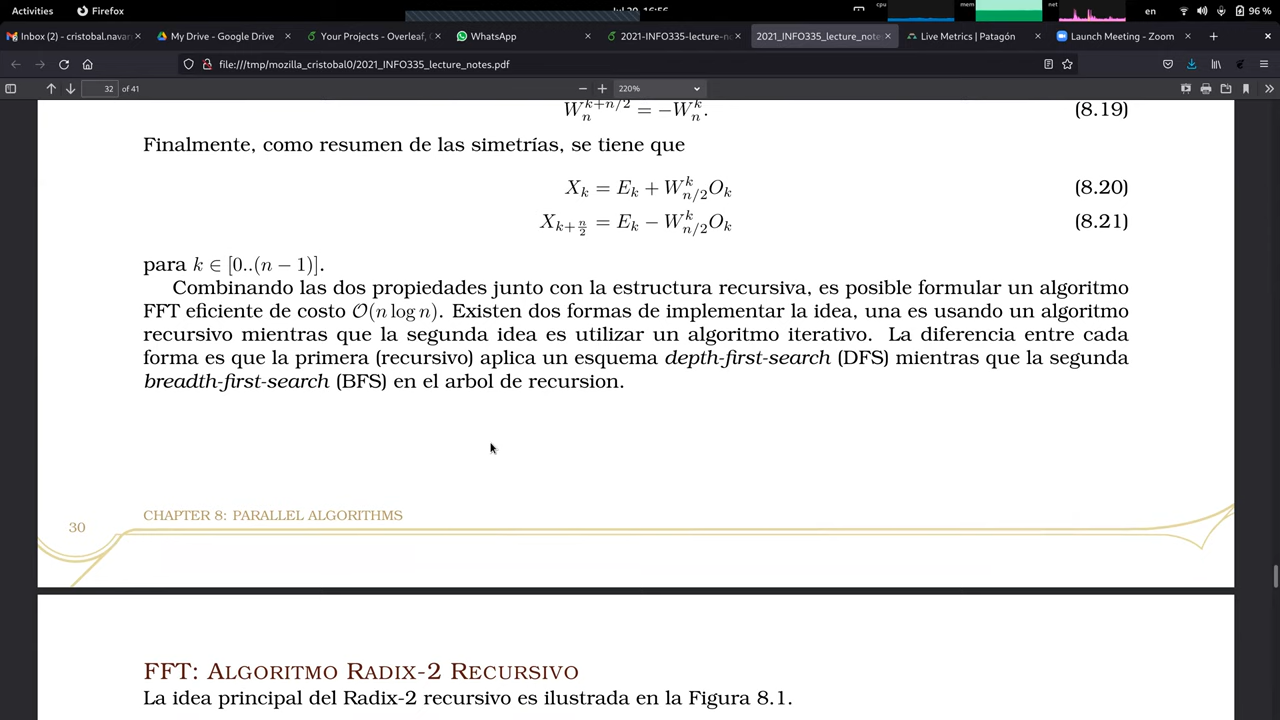 Activities Firefox Jul 20 16:56 cpu mem net en 96 %
Inbox (2) - cristobal.navar My Drive - Google Drive Your Projects - Overleaf, WhatsApp 2021-INFO335-lecture-n 2021_INFO335_lecture_note Live Metrics | Patagón Launch Meeting - Zoom
file:///tmp/mozilla_cristobal0/2021_INFO335_lecture_notes.pdf
32 of 41 220%
W_n^{k+n/2} = −W_n^k. (8.19)
Finalmente, como resumen de las simetrías, se tiene que
X_k = E_k + W_{n/2}^k O_k (8.20)
X_{k+n/2} = E_k − W_{n/2}^k O_k (8.21)
para k ∈ [0..(n − 1)].
Combinando las dos propiedades junto con la estructura recursiva, es posible formular un algoritmo
FFT eficiente de costo O(n log n). Existen dos formas de implementar la idea, una es usando un algoritmo
recursivo mientras que la segunda idea es utilizar un algoritmo iterativo. La diferencia entre cada
forma es que la primera (recursivo) aplica un esquema depth-first-search (DFS) mientras que la segunda
breadth-first-search (BFS) en el arbol de recursion.
30 CHAPTER 8: PARALLEL ALGORITHMS
FFT: ALGORITMO RADIX-2 RECURSIVO
La idea principal del Radix-2 recursivo es ilustrada en la Figura 8.1.